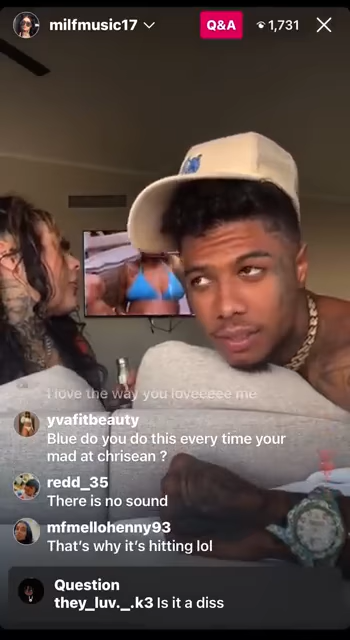 milfmusic17
Q&A
1,731
I love the way you loveeeee me
yvafitbeauty
Blue do you do this every time your
mad at chrisean ?
redd_35
There is no sound
mfmellohenny93
That's why it's hitting lol
Question
they_luv._.k3 Is it a diss